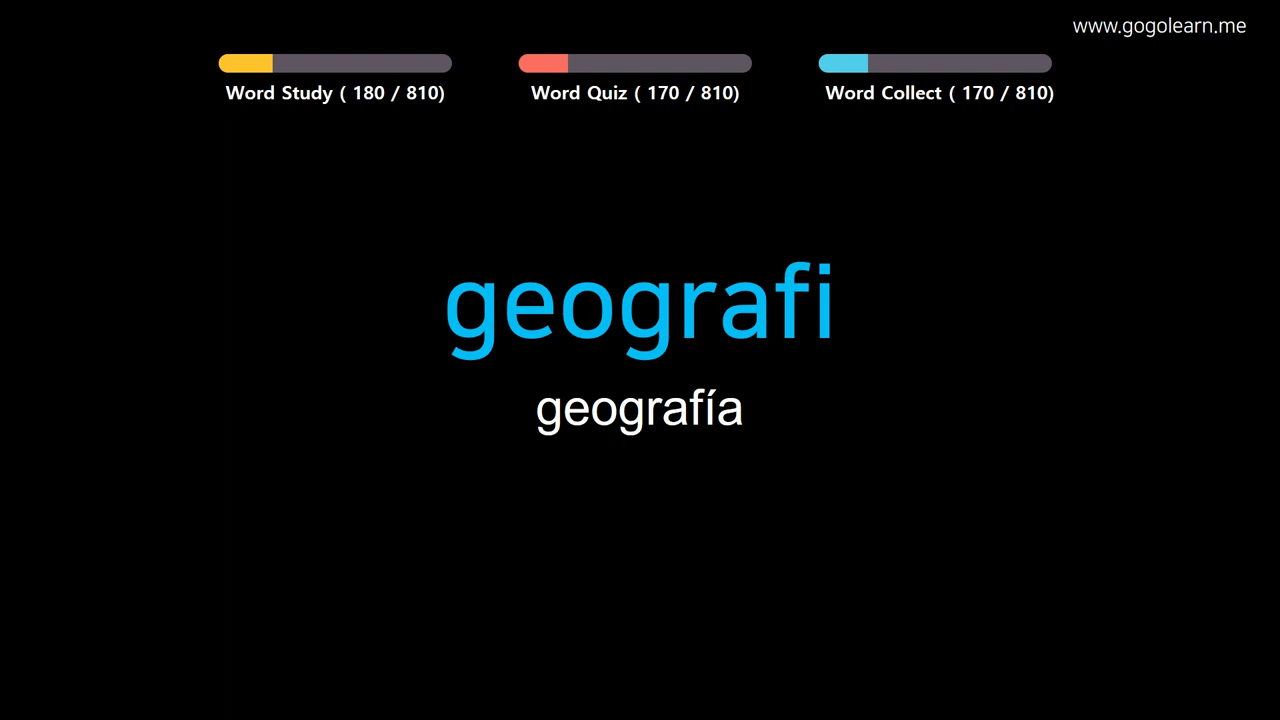 www.gogolearn.me
Word Study ( 180 / 810)
Word Quiz ( 170 / 810)
Word Collect ( 170 / 810)
geografi
geografía